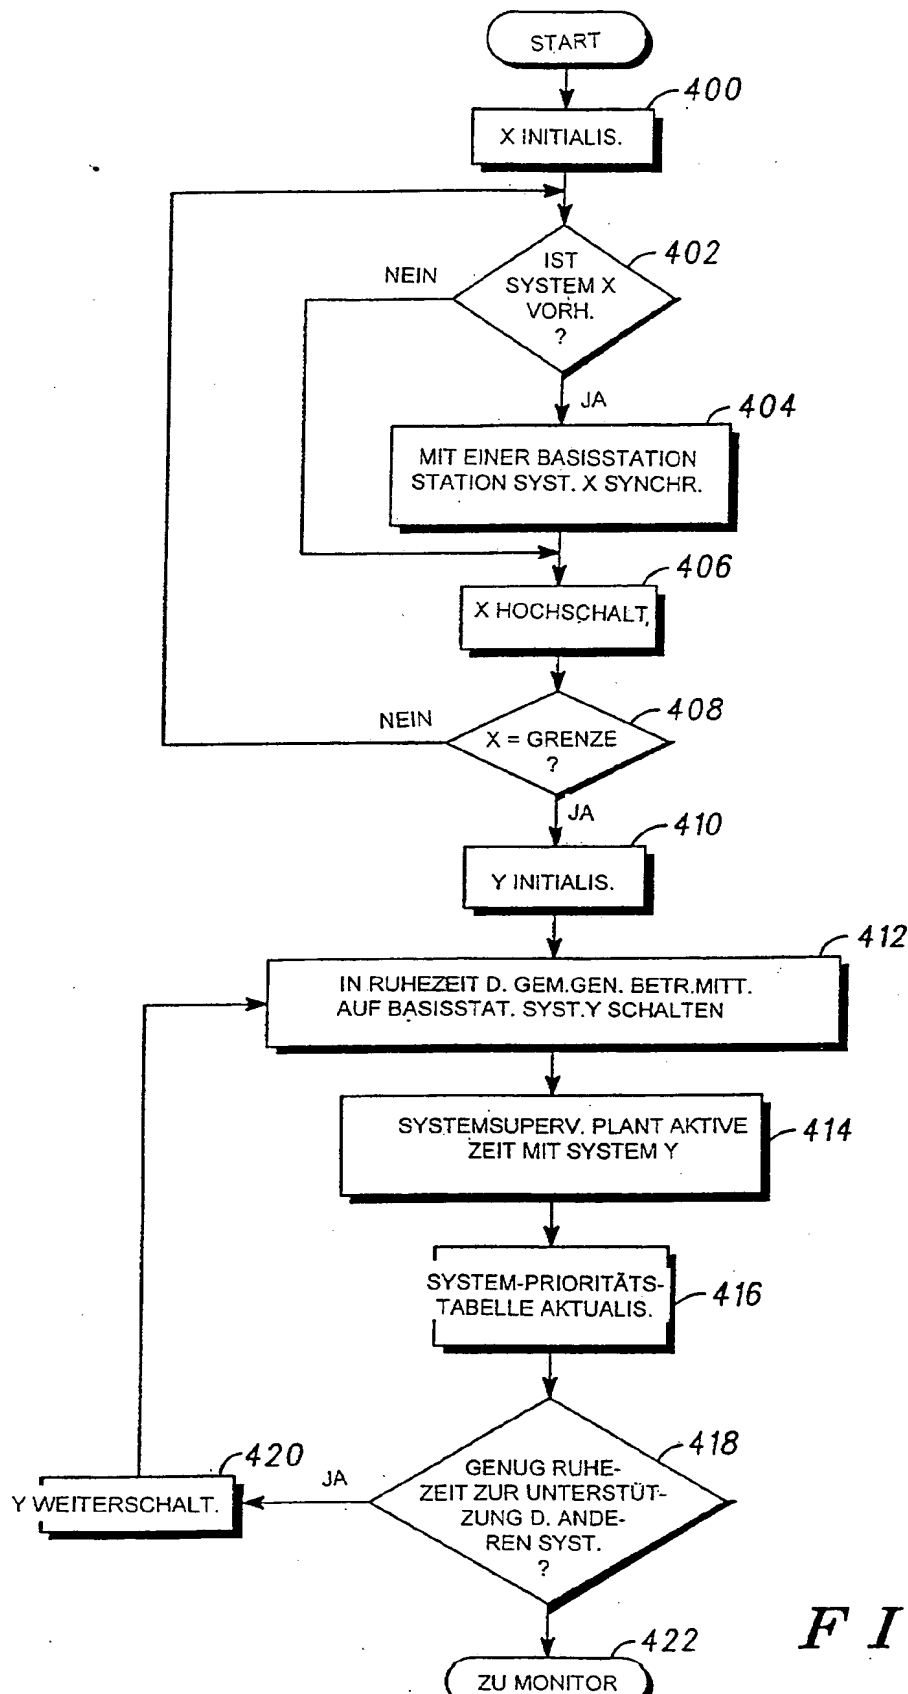 START
400
X INITIALIS.
402
IST
SYSTEM X
VORH.
?
NEIN
JA
404
MIT EINER BASISSTATION
STATION SYST. X SYNCHR.
406
X HOCHSCHALT.
408
NEIN
X = GRENZE
?
JA
410
Y INITIALIS.
412
IN RUHEZEIT D. GEM.GEN. BETR.MITT.
AUF BASISSTAT. SYST.Y SCHALTEN
SYSTEMSUPERV. PLANT AKTIVE
ZEIT MIT SYSTEM Y
414
SYSTEM-PRIORITÄTS-
TABELLE AKTUALIS.
416
418
GENUG RUHE-
ZEIT ZUR UNTERSTÜT-
ZUNG D. ANDE-
REN SYST.
?
JA
420
Y WEITERSCHALT.
422
ZU MONITOR
F I